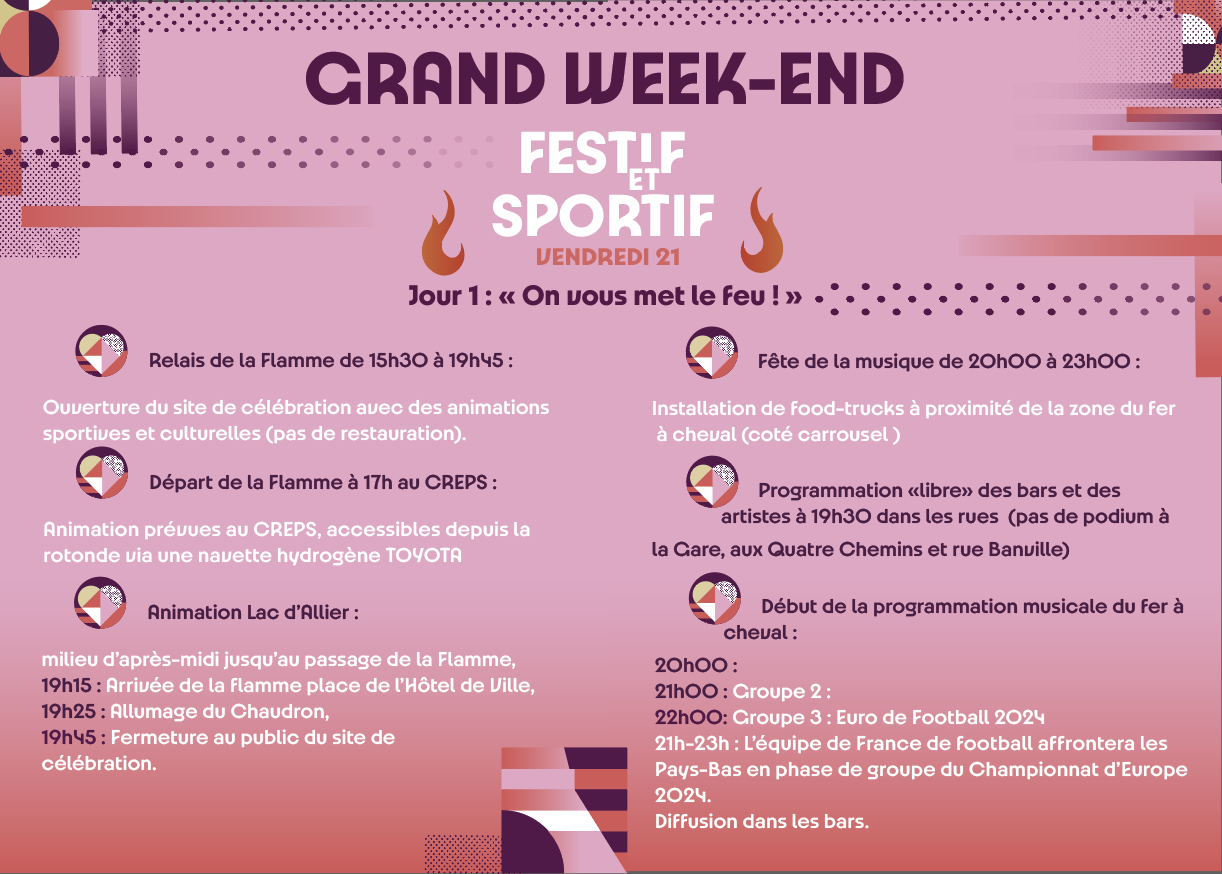 GRAND WEEK-END
FESTIF
ET
SPORTIF
VENDREDI 21
Jour 1 : « On vous met le feu ! »
Relais de la Flamme de 15h30 à 19h45 :
Ouverture du site de célébration avec des animations
sportives et culturelles (pas de restauration).
Départ de la Flamme à 17h au CREPS :
Animation prévues au CREPS, accessibles depuis la
rotonde via une navette hydrogène TOYOTA
Animation Lac d'Allier :
milieu d'après-midi jusqu'au passage de la Flamme,
19h15 : Arrivée de la flamme place de l'Hôtel de Ville,
19h25 : Allumage du Chaudron,
19h45 : Fermeture au public du site de
célébration.
Fête de la musique de 20h00 à 23h00 :
Installation de food-trucks à proximité de la zone du fer
à cheval (coté carrousel )
Programmation «libre» des bars et des
artistes à 19h30 dans les rues (pas de podium à
la Gare, aux Quatre Chemins et rue Banville)
Début de la programmation musicale du fer à
cheval :
20h00 :
21h00 : Groupe 2 :
22h00: Groupe 3 : Euro de Football 2024
21h-23h : L'équipe de France de football affrontera les
Pays-Bas en phase de groupe du Championnat d'Europe
2024.
Diffusion dans les bars.